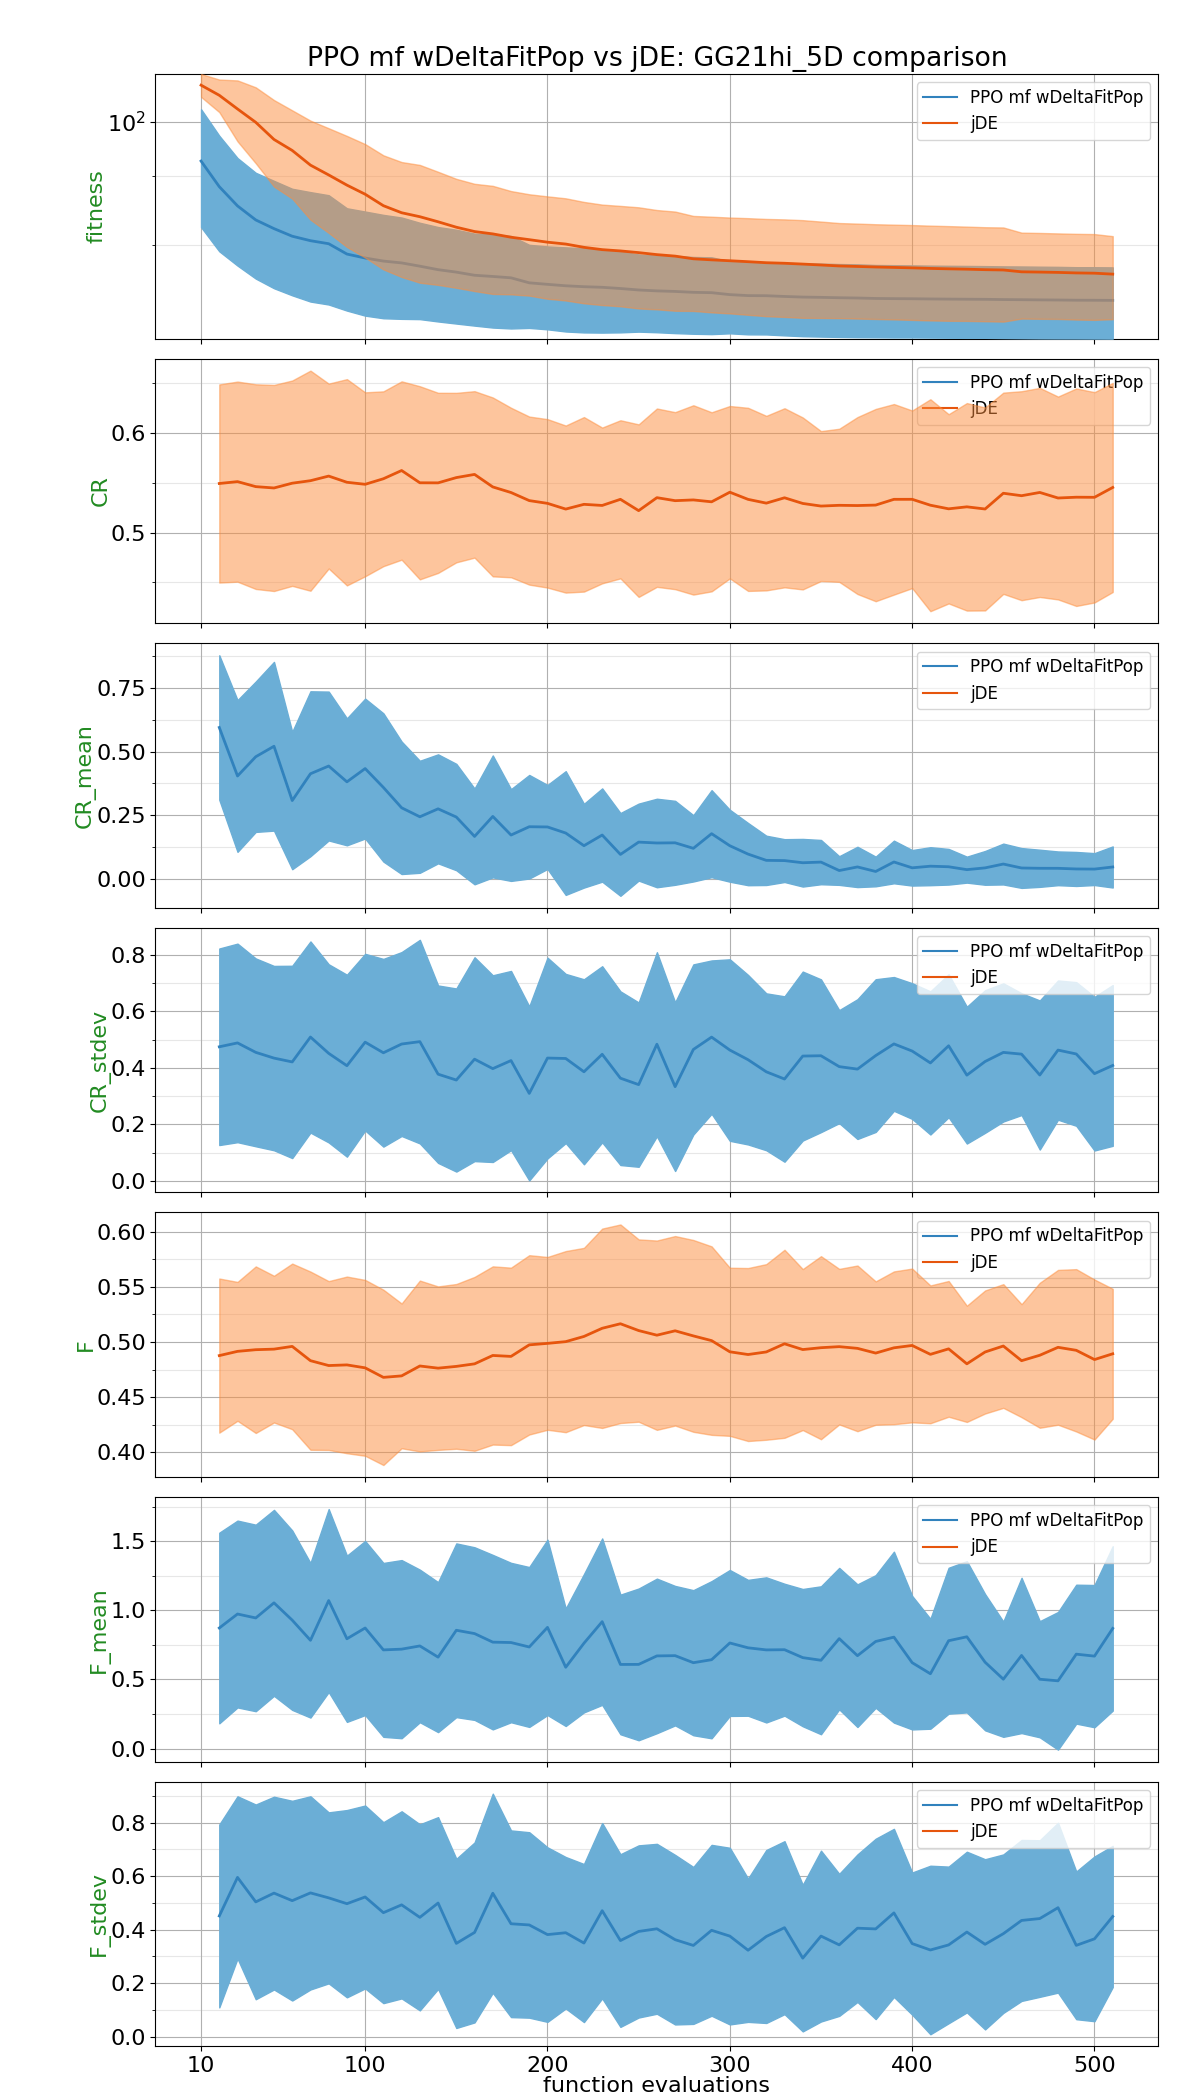 PPO mf wDeltaFitPop vs jDE: GG21hi_5D comparison
fitness
10²
PPO mf wDeltaFitPop
jDE
CR
0.6
0.5
PPO mf wDeltaFitPop
jDE
CR_mean
0.75
0.50
0.25
0.00
PPO mf wDeltaFitPop
jDE
CR_stdev
0.8
0.6
0.4
0.2
0.0
PPO mf wDeltaFitPop
jDE
F
0.60
0.55
0.50
0.45
0.40
PPO mf wDeltaFitPop
jDE
F_mean
1.5
1.0
0.5
0.0
PPO mf wDeltaFitPop
jDE
F_stdev
0.8
0.6
0.4
0.2
0.0
PPO mf wDeltaFitPop
jDE
10 100 200 300 400 500
function evaluations